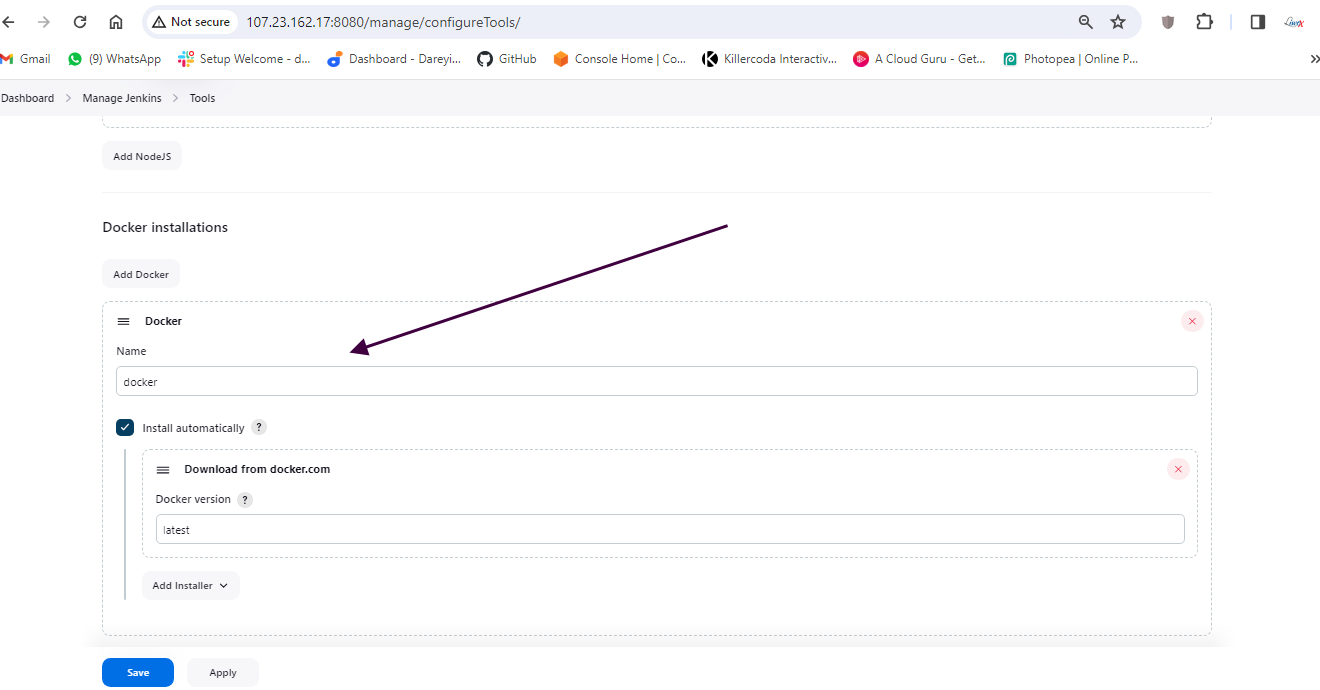 Not secure 107.23.162.17:8080/manage/configureTools/
Gmail (9) WhatsApp Setup Welcome - d... Dashboard - Dareyi... GitHub Console Home | Co... Killercoda Interactiv... A Cloud Guru - Get... Photopea | Online P...
Dashboard Manage Jenkins Tools
Add NodeJS
Docker installations
Add Docker
Docker
Name
docker
Install automatically ?
Download from docker.com
Docker version ?
latest
Add Installer
Save Apply